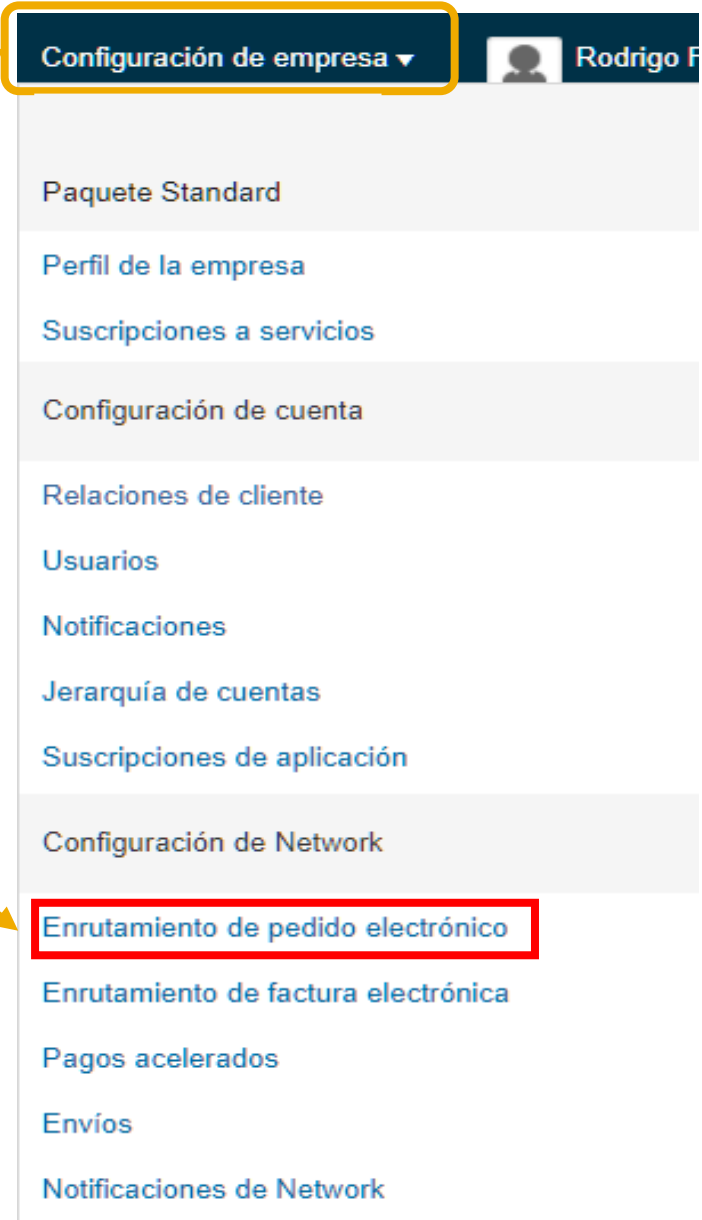 Configuración de empresa ▾ Rodrigo F
Paquete Standard
Perfil de la empresa
Suscripciones a servicios
Configuración de cuenta
Relaciones de cliente
Usuarios
Notificaciones
Jerarquía de cuentas
Suscripciones de aplicación
Configuración de Network
Enrutamiento de pedido electrónico
Enrutamiento de factura electrónica
Pagos acelerados
Envíos
Notificaciones de Network